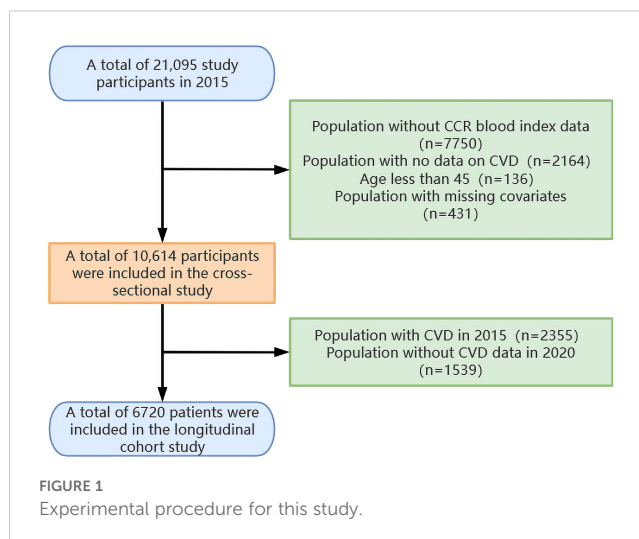 A total of 21,095 study
participants in 2015
Population without CCR blood index data
(n=7750)
Population with no data on CVD (n=2164)
Age less than 45 (n=136)
Population with missing covariates
(n=431)
A total of 10,614 participants
were included in the cross-
sectional study
Population with CVD in 2015 (n=2355)
Population without CVD data in 2020
(n=1539)
A total of 6720 patients were
included in the longitudinal
cohort study
FIGURE 1
Experimental procedure for this study.